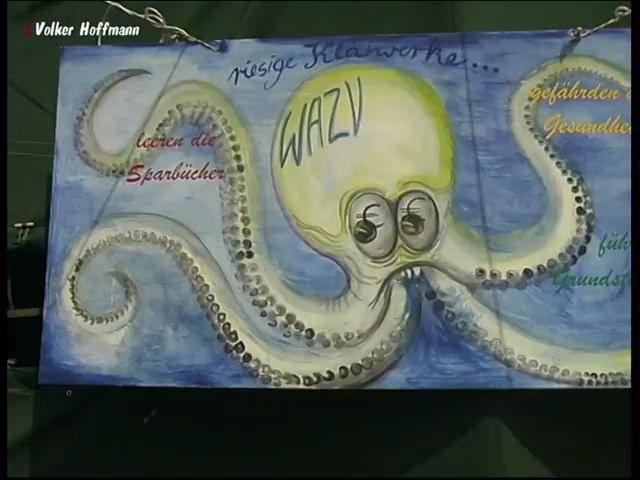 Volker Hoffmann
riesige Klärwerke...
gefährden
Gesundhe
WAZV
leeren die
Sparbücher
füh
Grundst